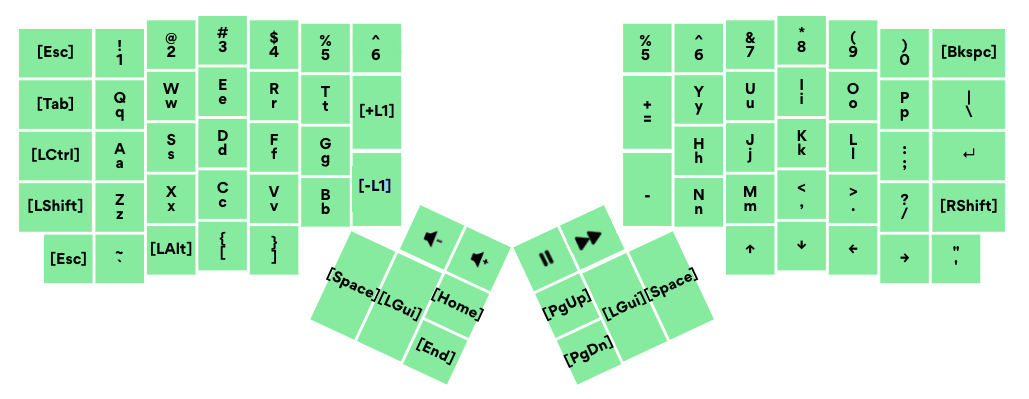 [Esc] ! @ # $ % ^
1 2 3 4 5 6
[Tab] Q W E R T [+L1]
q w e r t
[LCtrl] A S D F G
a s d f g
[LShift] Z X C V B [-L1]
z x c v b
[Esc] ~ [LAlt] { }
` [ ]
[Space] [LGui] [Home]
[End]
% ^ & * ( ) [Bkspc]
5 6 7 8 9 0
+ Y U I O P |
= y u i o p \
H J K L : ↵
h j k l ;
- N M < > ? [RShift]
n m , . /
↑ ↓ ← → "
'
[PgUp] [LGui] [Space]
[PgDn]